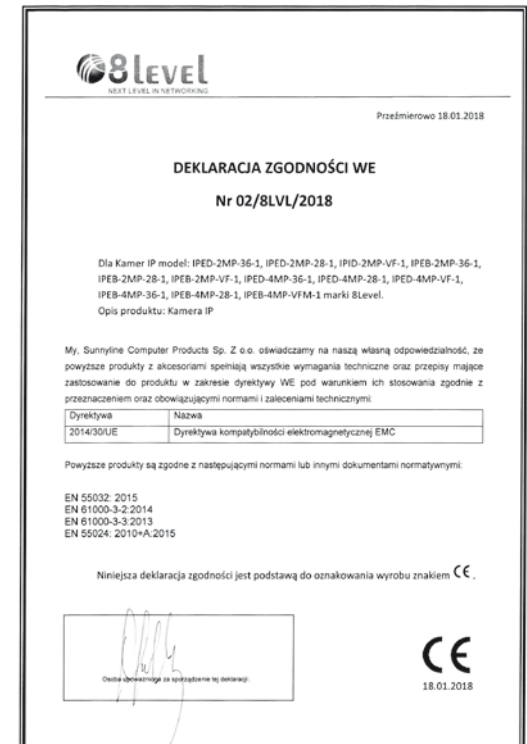 8level
NEXT LEVEL IN NETWORKING
Przeźmierowo 18.01.2018
DEKLARACJA ZGODNOŚCI WE
Nr 02/8LVL/2018
Dla Kamer IP model: IPED-2MP-36-1, IPED-2MP-28-1, IPID-2MP-VF-1, IPEB-2MP-36-1,
IPEB-2MP-28-1, IPEB-2MP-VF-1, IPED-4MP-36-1, IPED-4MP-28-1, IPED-4MP-VF-1,
IPEB-4MP-36-1, IPEB-4MP-28-1, IPEB-4MP-VFM-1 marki 8Level.
Opis produktu: Kamera IP
My, Sunnyline Computer Products Sp. Z o.o. oświadczamy na naszą własną odpowiedzialność, że
powyższe produkty z akcesoriami spełniają wszystkie wymagania techniczne oraz przepisy mające
zastosowanie do produktu w zakresie dyrektywy WE pod warunkiem ich stosowania zgodnie z
przeznaczeniem oraz obowiązującymi normami i zaleceniami technicznymi:
Dyrektywa Nazwa
2014/30/UE Dyrektywa kompatybilności elektromagnetycznej EMC
Powyższe produkty są zgodne z następującymi normami lub innymi dokumentami normatywnymi:
EN 55032: 2015
EN 61000-3-2:2014
EN 61000-3-3:2013
EN 55024: 2010+A:2015
Niniejsza deklaracja zgodności jest podstawą do oznakowania wyrobu znakiem CE.
Osoba upoważniona za sporządzenie tej deklaracji:
CE
18.01.2018